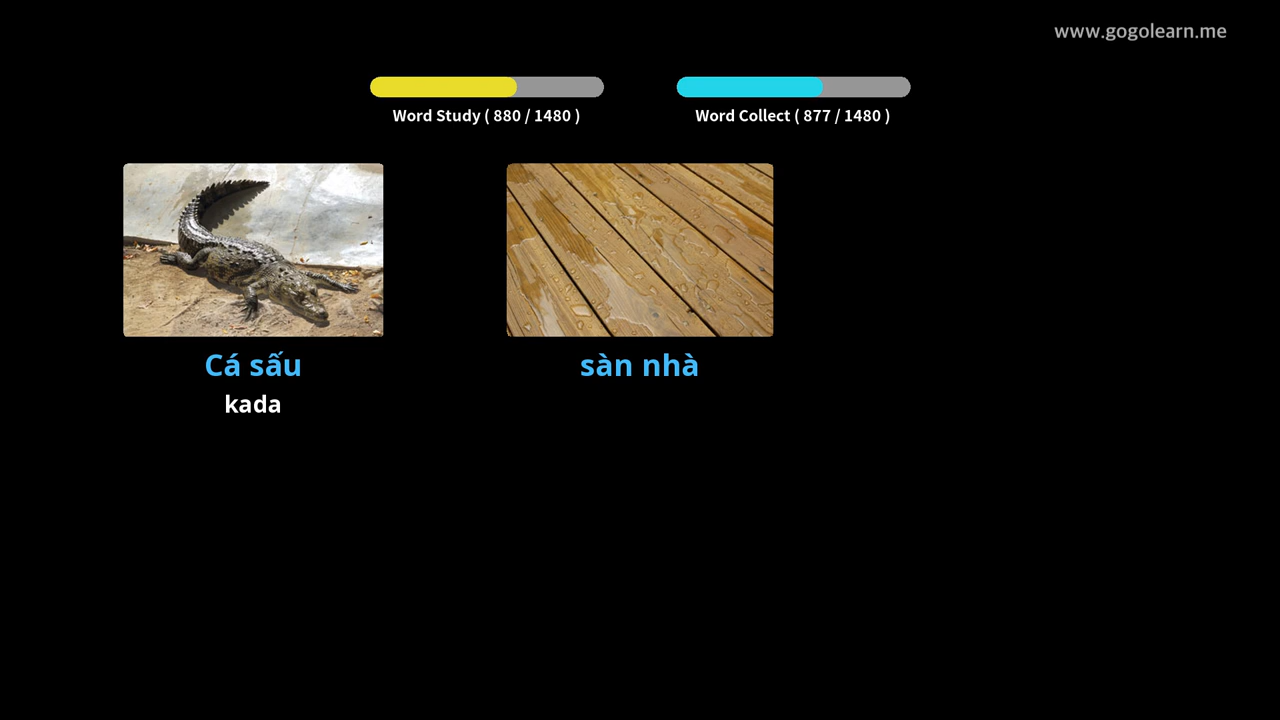 www.gogolearn.me
Word Study ( 880 / 1480 )
Word Collect ( 877 / 1480 )
Cá sấu
kada
sàn nhà